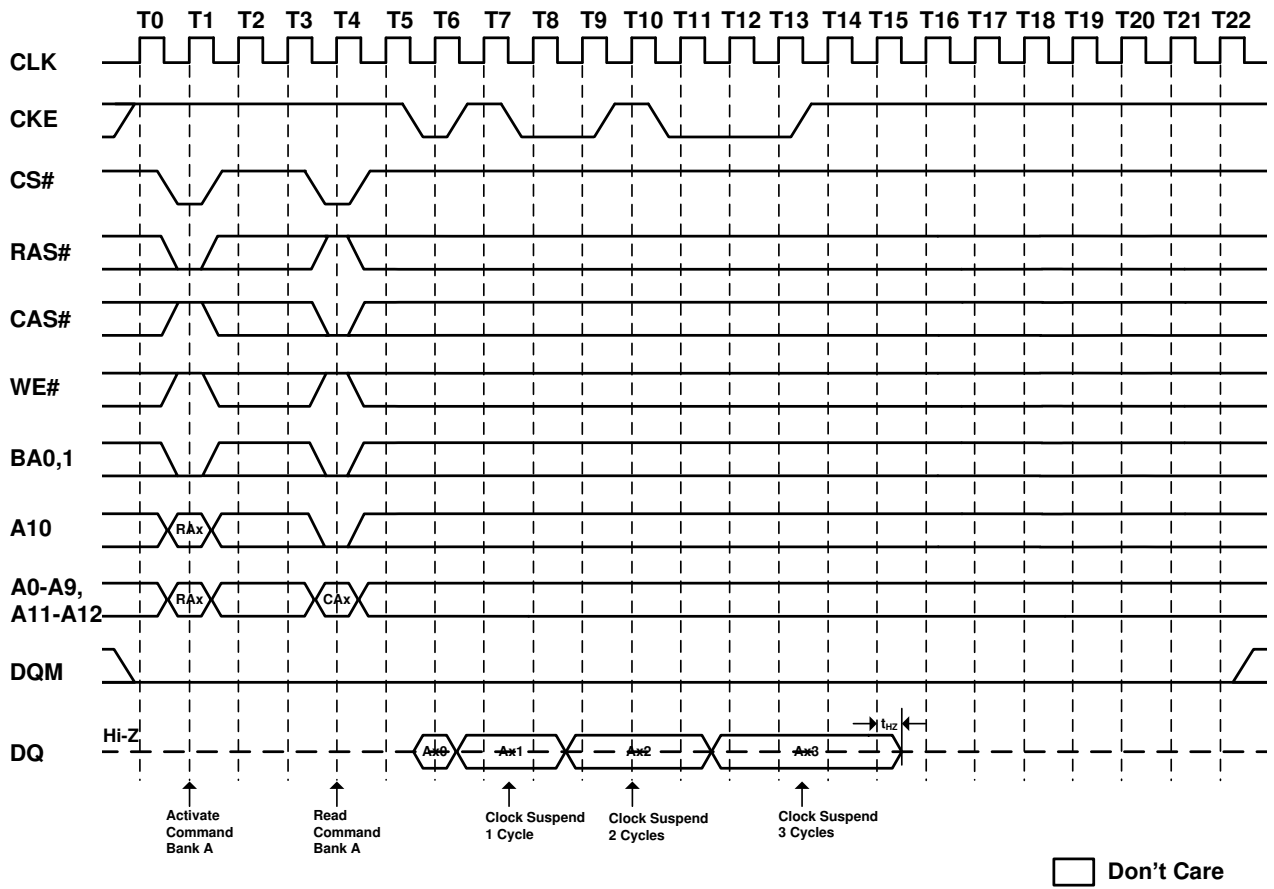 T0 T1 T2 T3 T4 T5 T6 T7 T8 T9 T10 T11 T12 T13 T14 T15 T16 T17 T18 T19 T20 T21 T22
CLK
CKE
CS#
RAS#
CAS#
WE#
BA0,1
A10
RAx
A0-A9,
A11-A12
RAx
CAx
DQM
tHZ
Hi-Z
DQ
Ax0
Ax1
Ax2
Ax3
Activate
Command
Bank A
Read
Command
Bank A
Clock Suspend
1 Cycle
Clock Suspend
2 Cycles
Clock Suspend
3 Cycles
Don't Care